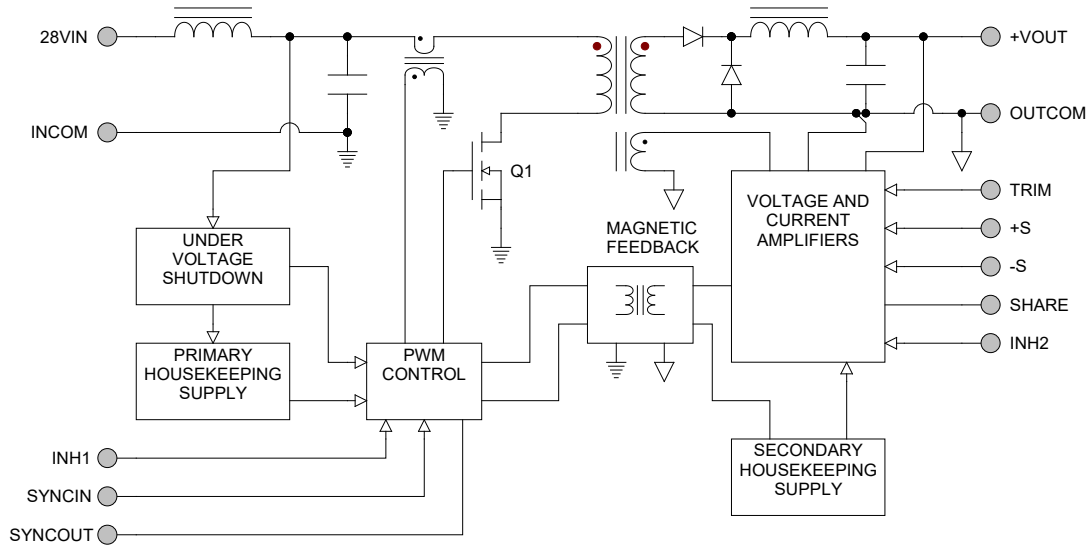 28VIN
+VOUT
INCOM
OUTCOM
Q1
TRIM
VOLTAGE AND
CURRENT
AMPLIFIERS
+S
MAGNETIC
FEEDBACK
UNDER
VOLTAGE
SHUTDOWN
-S
SHARE
INH2
PRIMARY
HOUSEKEEPING
SUPPLY
PWM
CONTROL
SECONDARY
HOUSEKEEPING
SUPPLY
INH1
SYNCIN
SYNCOUT